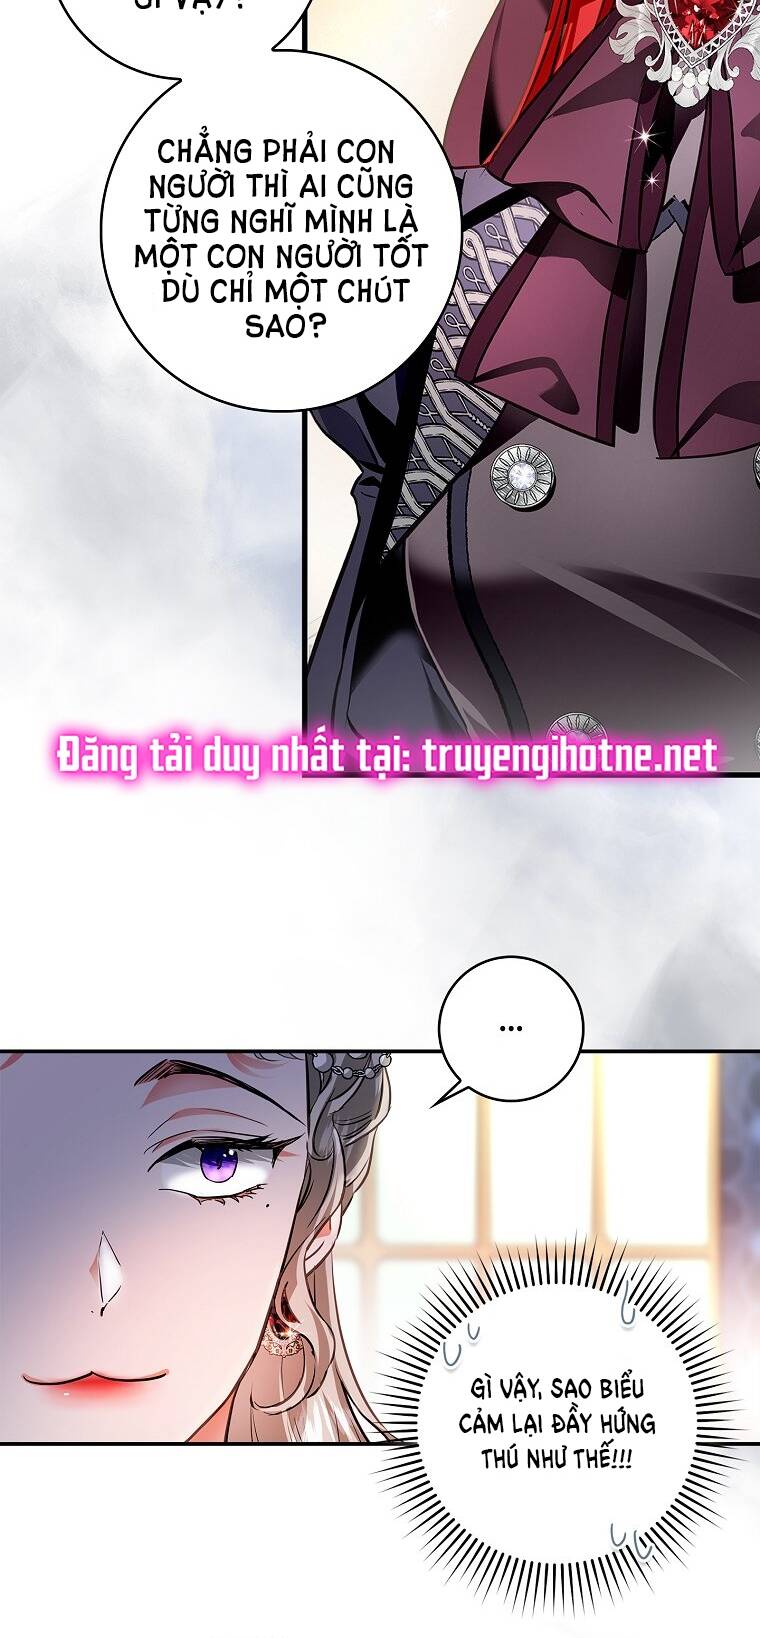 GÌ VẬY?
CHẲNG PHẢI CON
NGƯỜI THÌ AI CŨNG
TỪNG NGHĨ MÌNH LÀ
MỘT CON NGƯỜI TỐT
DÙ CHỈ MỘT CHÚT
SAO?
Đăng tải duy nhất tại: truyengihotne.net
...
GÌ VẬY, SAO BIỂU
CẢM LẠI ĐẦY HỨNG
THÚ NHƯ THẾ!!!